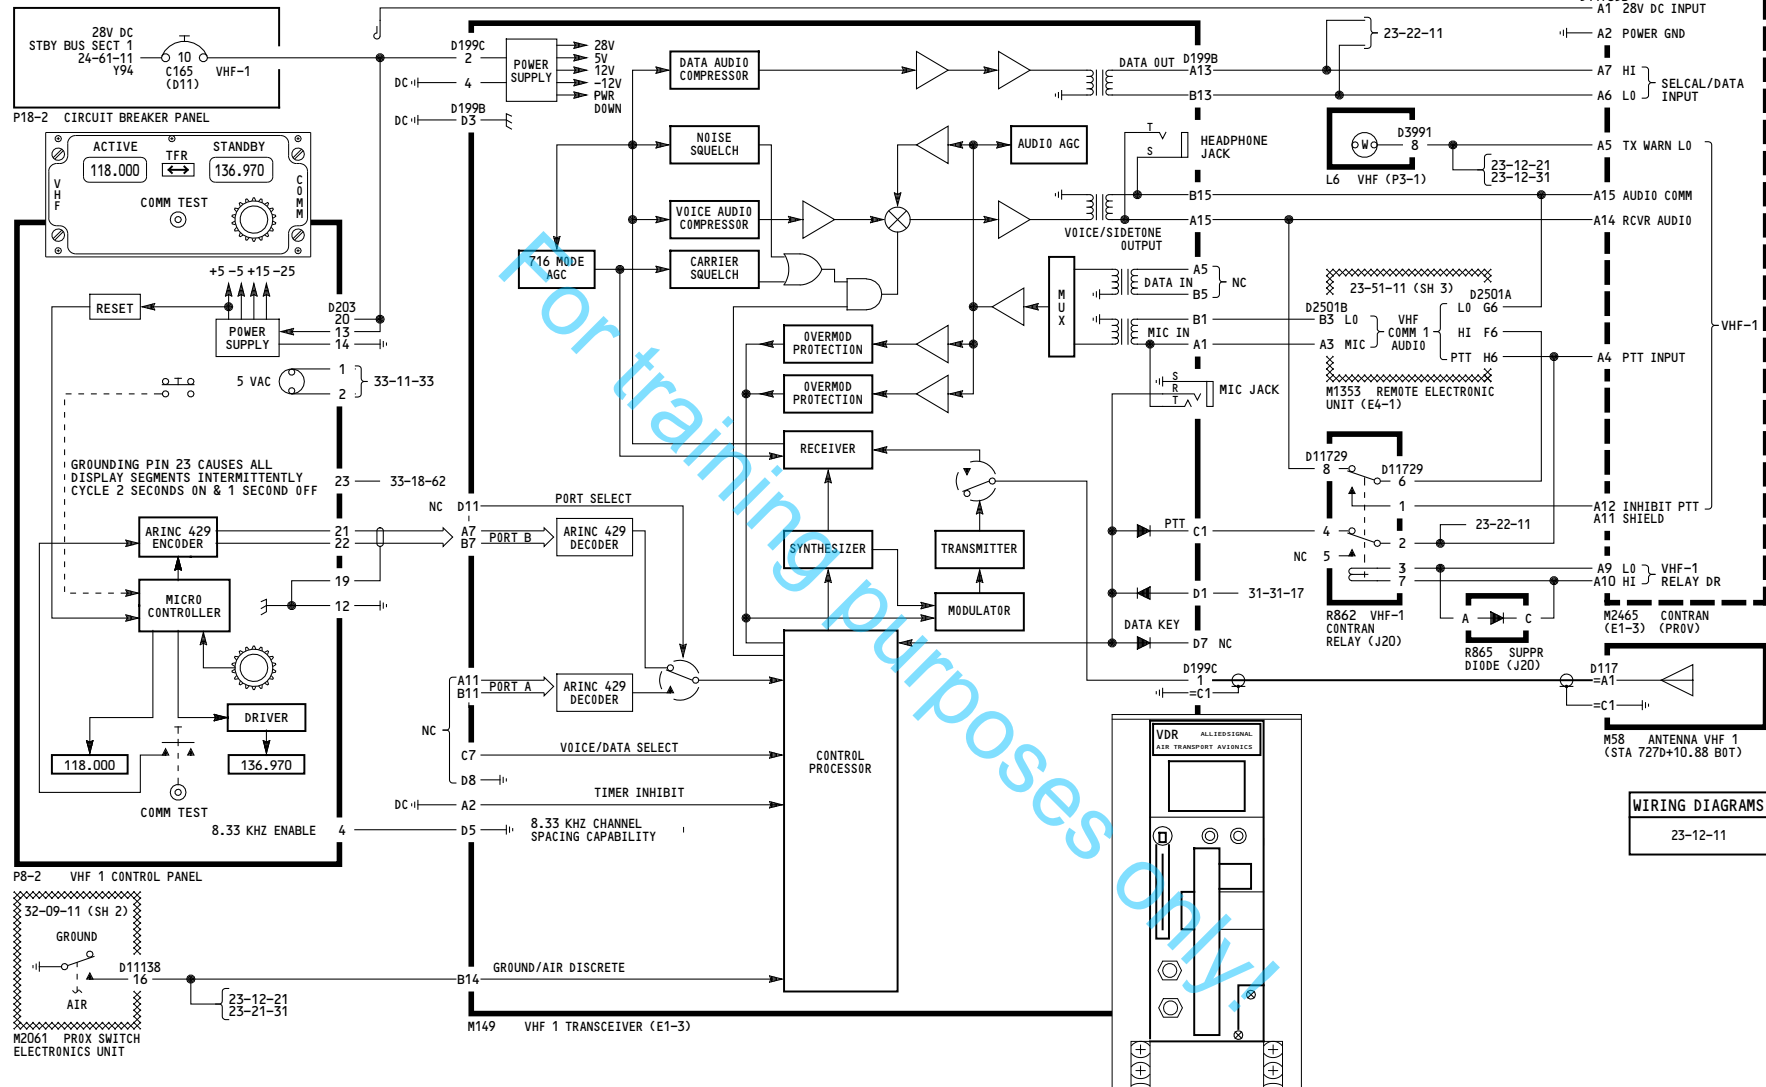 28V DC
STBY BUS SECT 1
24-61-11
Y94
10
C165
(D11)
VHF-1
P18-2 CIRCUIT BREAKER PANEL
ACTIVE
TFR
STANDBY
118.000
136.970
VHF
COMM
COMM TEST
+5 -5 +15 -25
RESET
POWER
SUPPLY
D203
20
13
14
5 VAC
1
2
33-11-33
GROUNDING PIN 23 CAUSES ALL
DISPLAY SEGMENTS INTERMITTENTLY
CYCLE 2 SECONDS ON & 1 SECOND OFF
23
33-18-62
ARINC 429
ENCODER
21
22
19
12
MICRO
CONTROLLER
DRIVER
118.000
136.970
COMM TEST
8.33 KHZ ENABLE 4
P8-2 VHF 1 CONTROL PANEL
32-09-11 (SH 2)
GROUND
AIR
D11138
16
23-12-21
23-21-31
M2061 PROX SWITCH
ELECTRONICS UNIT
D199C
2
DC
4
D199B
DC
D3
POWER
SUPPLY
28V
5V
12V
-12V
PWR
DOWN
DATA AUDIO
COMPRESSOR
NOISE
SQUELCH
AUDIO AGC
VOICE AUDIO
COMPRESSOR
716 MODE
AGC
CARRIER
SQUELCH
OVERMOD
PROTECTION
OVERMOD
PROTECTION
MUX
RECEIVER
SYNTHESIZER
TRANSMITTER
MODULATOR
NC D11
PORT SELECT
A7
B7
PORT B
ARINC 429
DECODER
A11
B11
PORT A
ARINC 429
DECODER
NC
C7
VOICE/DATA SELECT
D8
DC
A2
TIMER INHIBIT
D5
8.33 KHZ CHANNEL
SPACING CAPABILITY
CONTROL
PROCESSOR
B14
GROUND/AIR DISCRETE
M149 VHF 1 TRANSCEIVER (E1-3)
DATA OUT
D199B
A13
B13
T
S
HEADPHONE
JACK
B15
A15
VOICE/SIDETONE
OUTPUT
A5
DATA IN
B5
NC
B1
MIC IN
A1
S
R
T
MIC JACK
PTT
C1
D1
31-31-17
DATA KEY
D7 NC
D199C
1
=C1
VDR
ALLIEDSIGNAL
AIR TRANSPORT AVIONICS
23-22-11
W
D3991
8
L6 VHF (P3-1)
23-12-21
23-12-31
23-51-11 (SH 3)
D2501B
D2501A
B3 LO
A3 MIC
VHF
COMM 1
AUDIO
LO G6
HI F6
PTT H6
M1353 REMOTE ELECTRONIC
UNIT (E4-1)
D11729
8
D11729
6
1
4
2
NC 5
3
7
23-22-11
R862 VHF-1
CONTRAN
RELAY (J20)
A
C
R865 SUPPR
DIODE (J20)
A1 28V DC INPUT
A2 POWER GND
A7 HI
A6 LO
SELCAL/DATA
INPUT
A5 TX WARN LO
A15 AUDIO COMM
A14 RCVR AUDIO
VHF-1
A4 PTT INPUT
A12 INHIBIT PTT
A11 SHIELD
A9 LO
A10 HI
VHF-1
RELAY DR
M2465 CONTRAN
(E1-3) (PROV)
D117
=A1
=C1
M58 ANTENNA VHF 1
(STA 727D+10.88 BOT)
WIRING DIAGRAMS
23-12-11
For training purposes only!